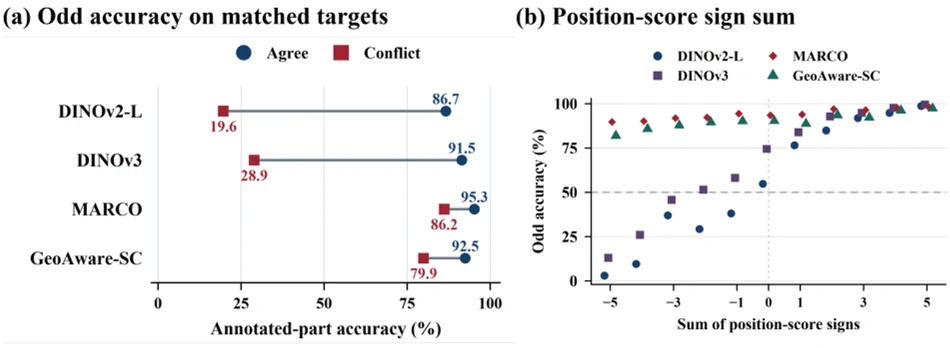 (a) Odd accuracy on matched targets
Agree Conflict
DINOv2-L
86.7
19.6
DINOv3
91.5
28.9
MARCO
95.3
86.2
GeoAware-SC
92.5
79.9
0 25 50 75 100
Annotated-part accuracy (%)
(b) Position-score sign sum
DINOv2-L MARCO
DINOv3 GeoAware-SC
Odd accuracy (%)
100
75
50
25
0
−5 −3 −1 0 1 3 5
Sum of position-score signs